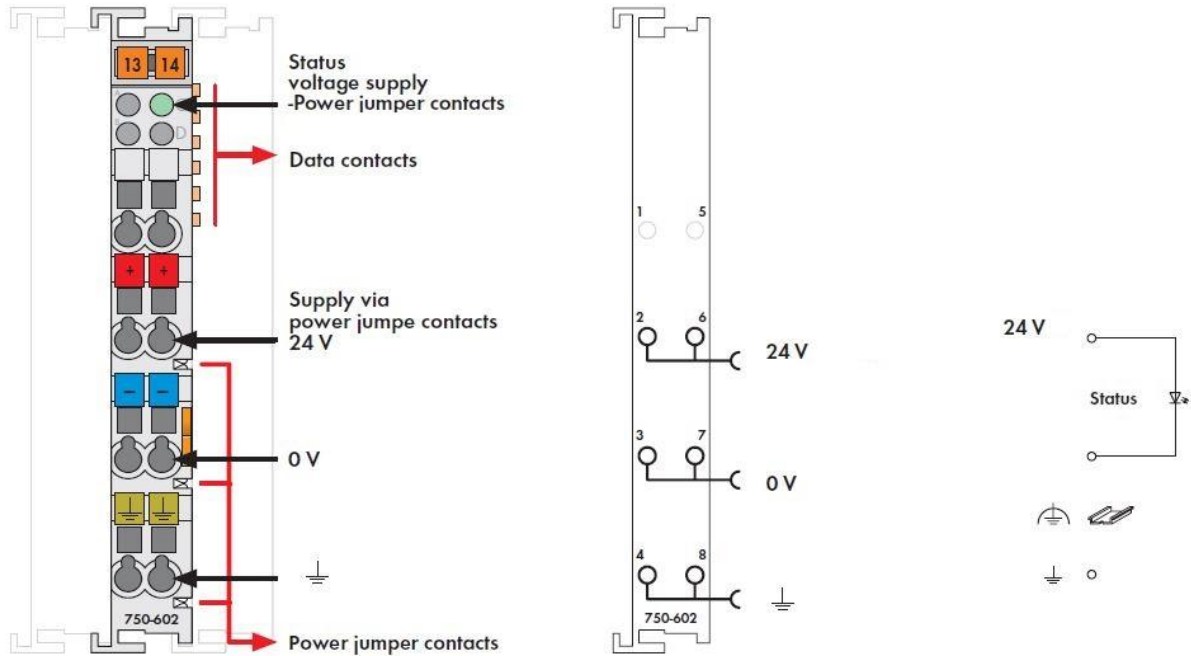 13 14
Status
voltage supply
-Power jumper contacts
A C
B D
Data contacts
+ +
Supply via
power jumpe contacts
24 V
- -
0 V
750-602
Power jumper contacts
1 5
2 6
24 V
3 7
0 V
4 8
750-602
24 V
Status